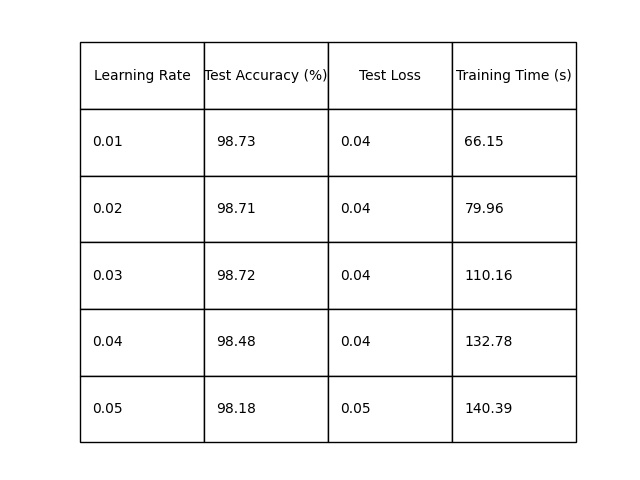 Learning Rate Test Accuracy (%) Test Loss Training Time (s)
0.01 98.73 0.04 66.15
0.02 98.71 0.04 79.96
0.03 98.72 0.04 110.16
0.04 98.48 0.04 132.78
0.05 98.18 0.05 140.39